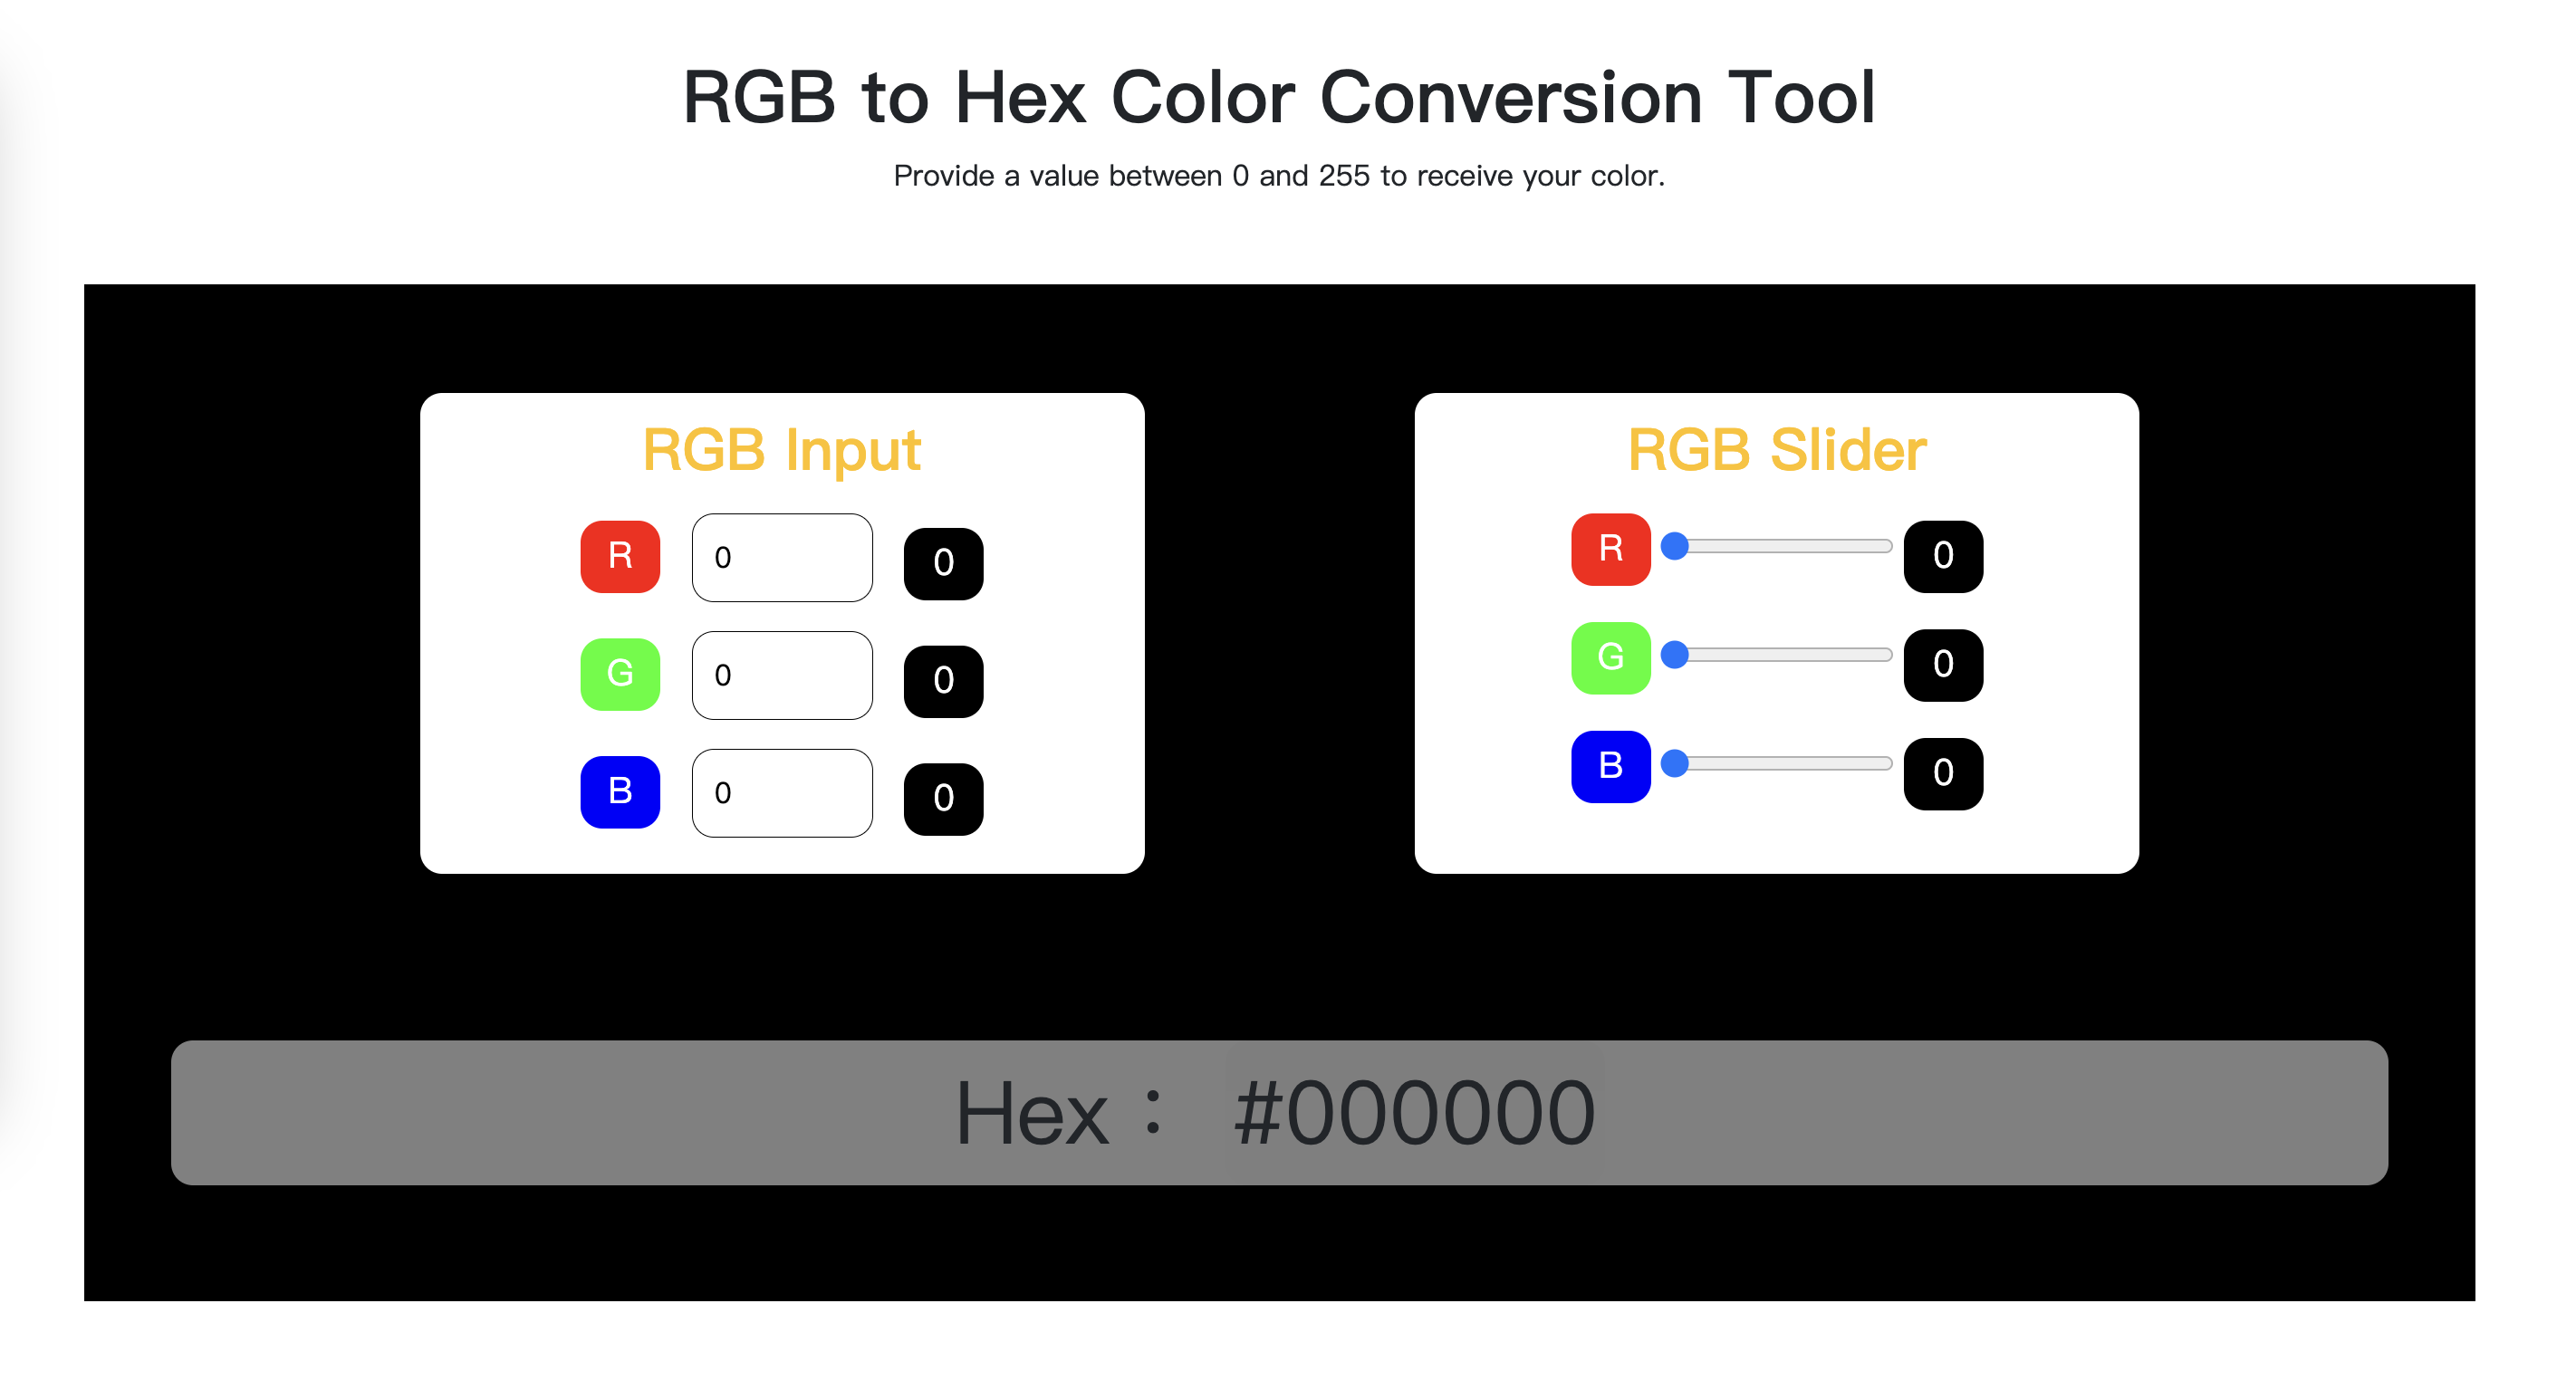 RGB to Hex Color Conversion Tool
Provide a value between 0 and 255 to receive your color.
RGB Input
R 0 0
G 0 0
B 0 0
RGB Slider
R 0
G 0
B 0
Hex： #000000